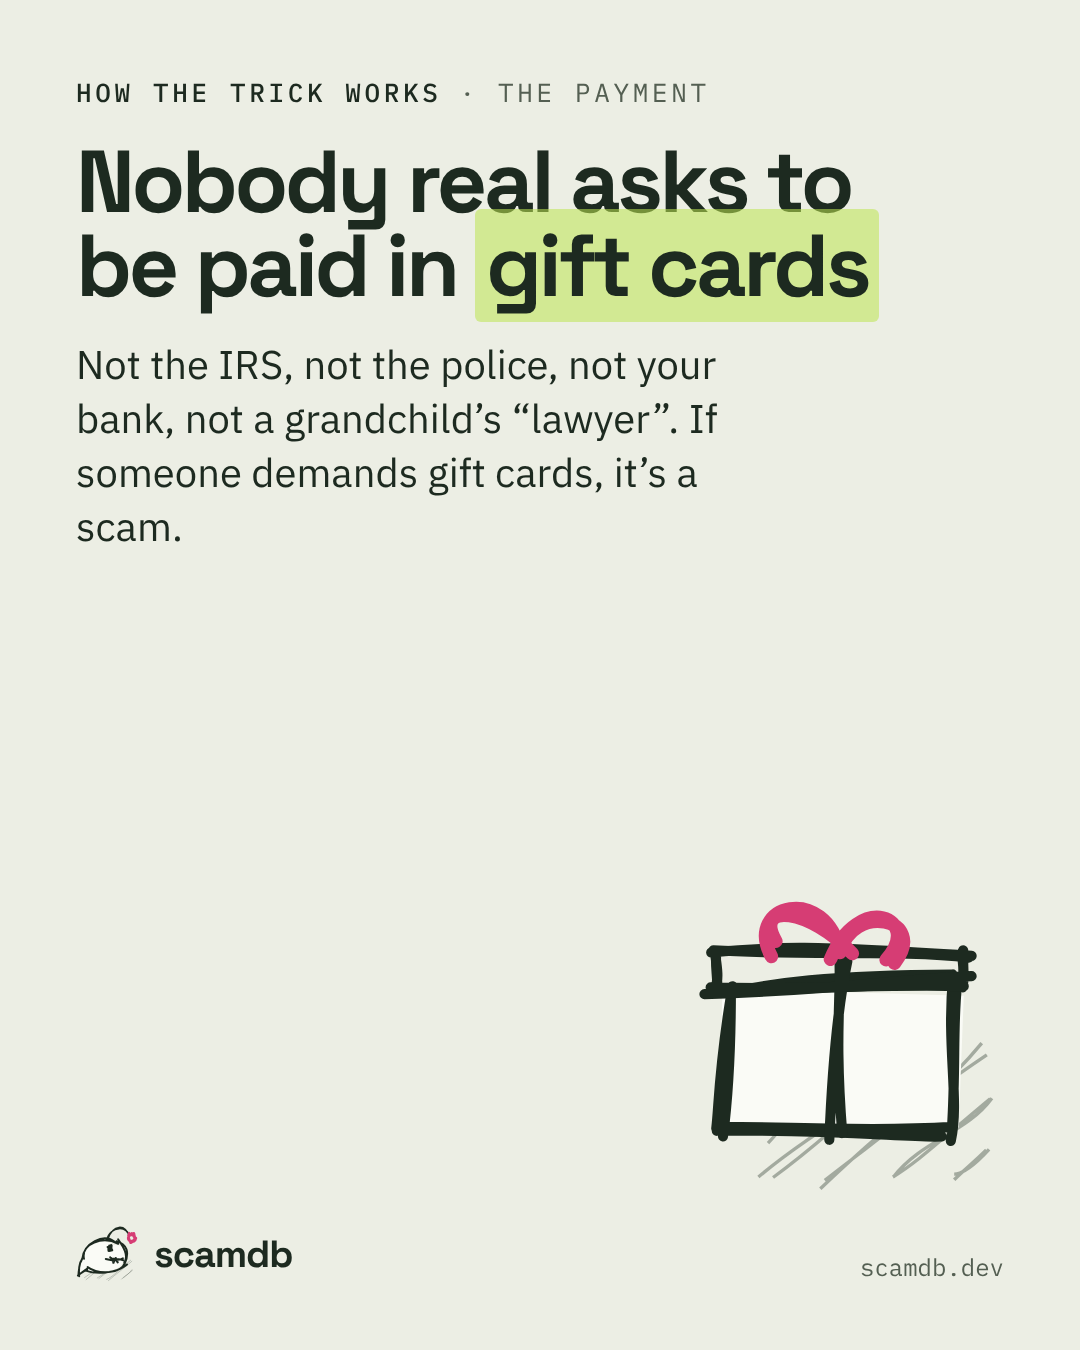 HOW THE TRICK WORKS · THE PAYMENT
Nobody real asks to
be paid in gift cards
Not the IRS, not the police, not your
bank, not a grandchild’s “lawyer”. If
someone demands gift cards, it’s a
scam.
scamdb
scamdb.dev